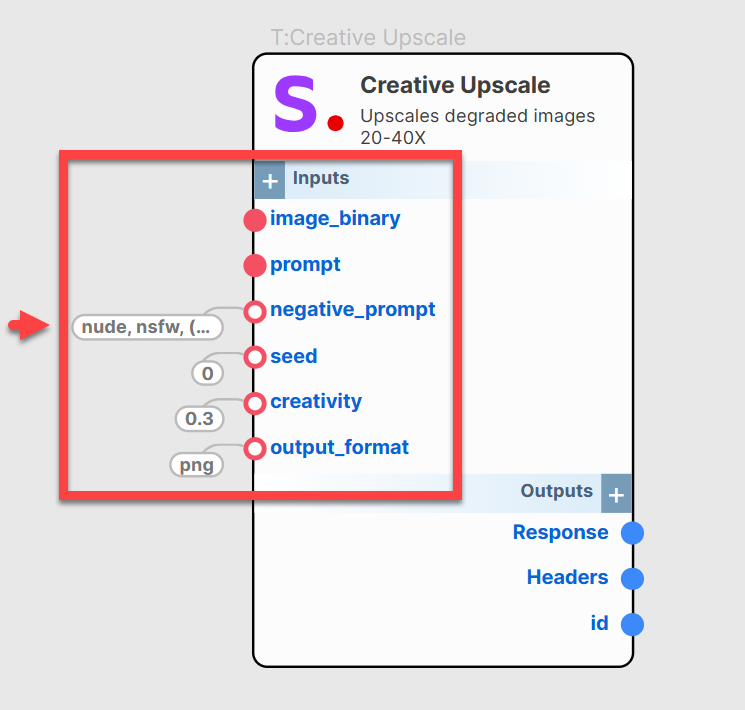 T:Creative Upscale
S.
Creative Upscale
Upscales degraded images
20-40X
+ Inputs
image_binary
prompt
negative_prompt
nude, nsfw, (...
seed
0
creativity
0.3
output_format
png
Outputs +
Response
Headers
id